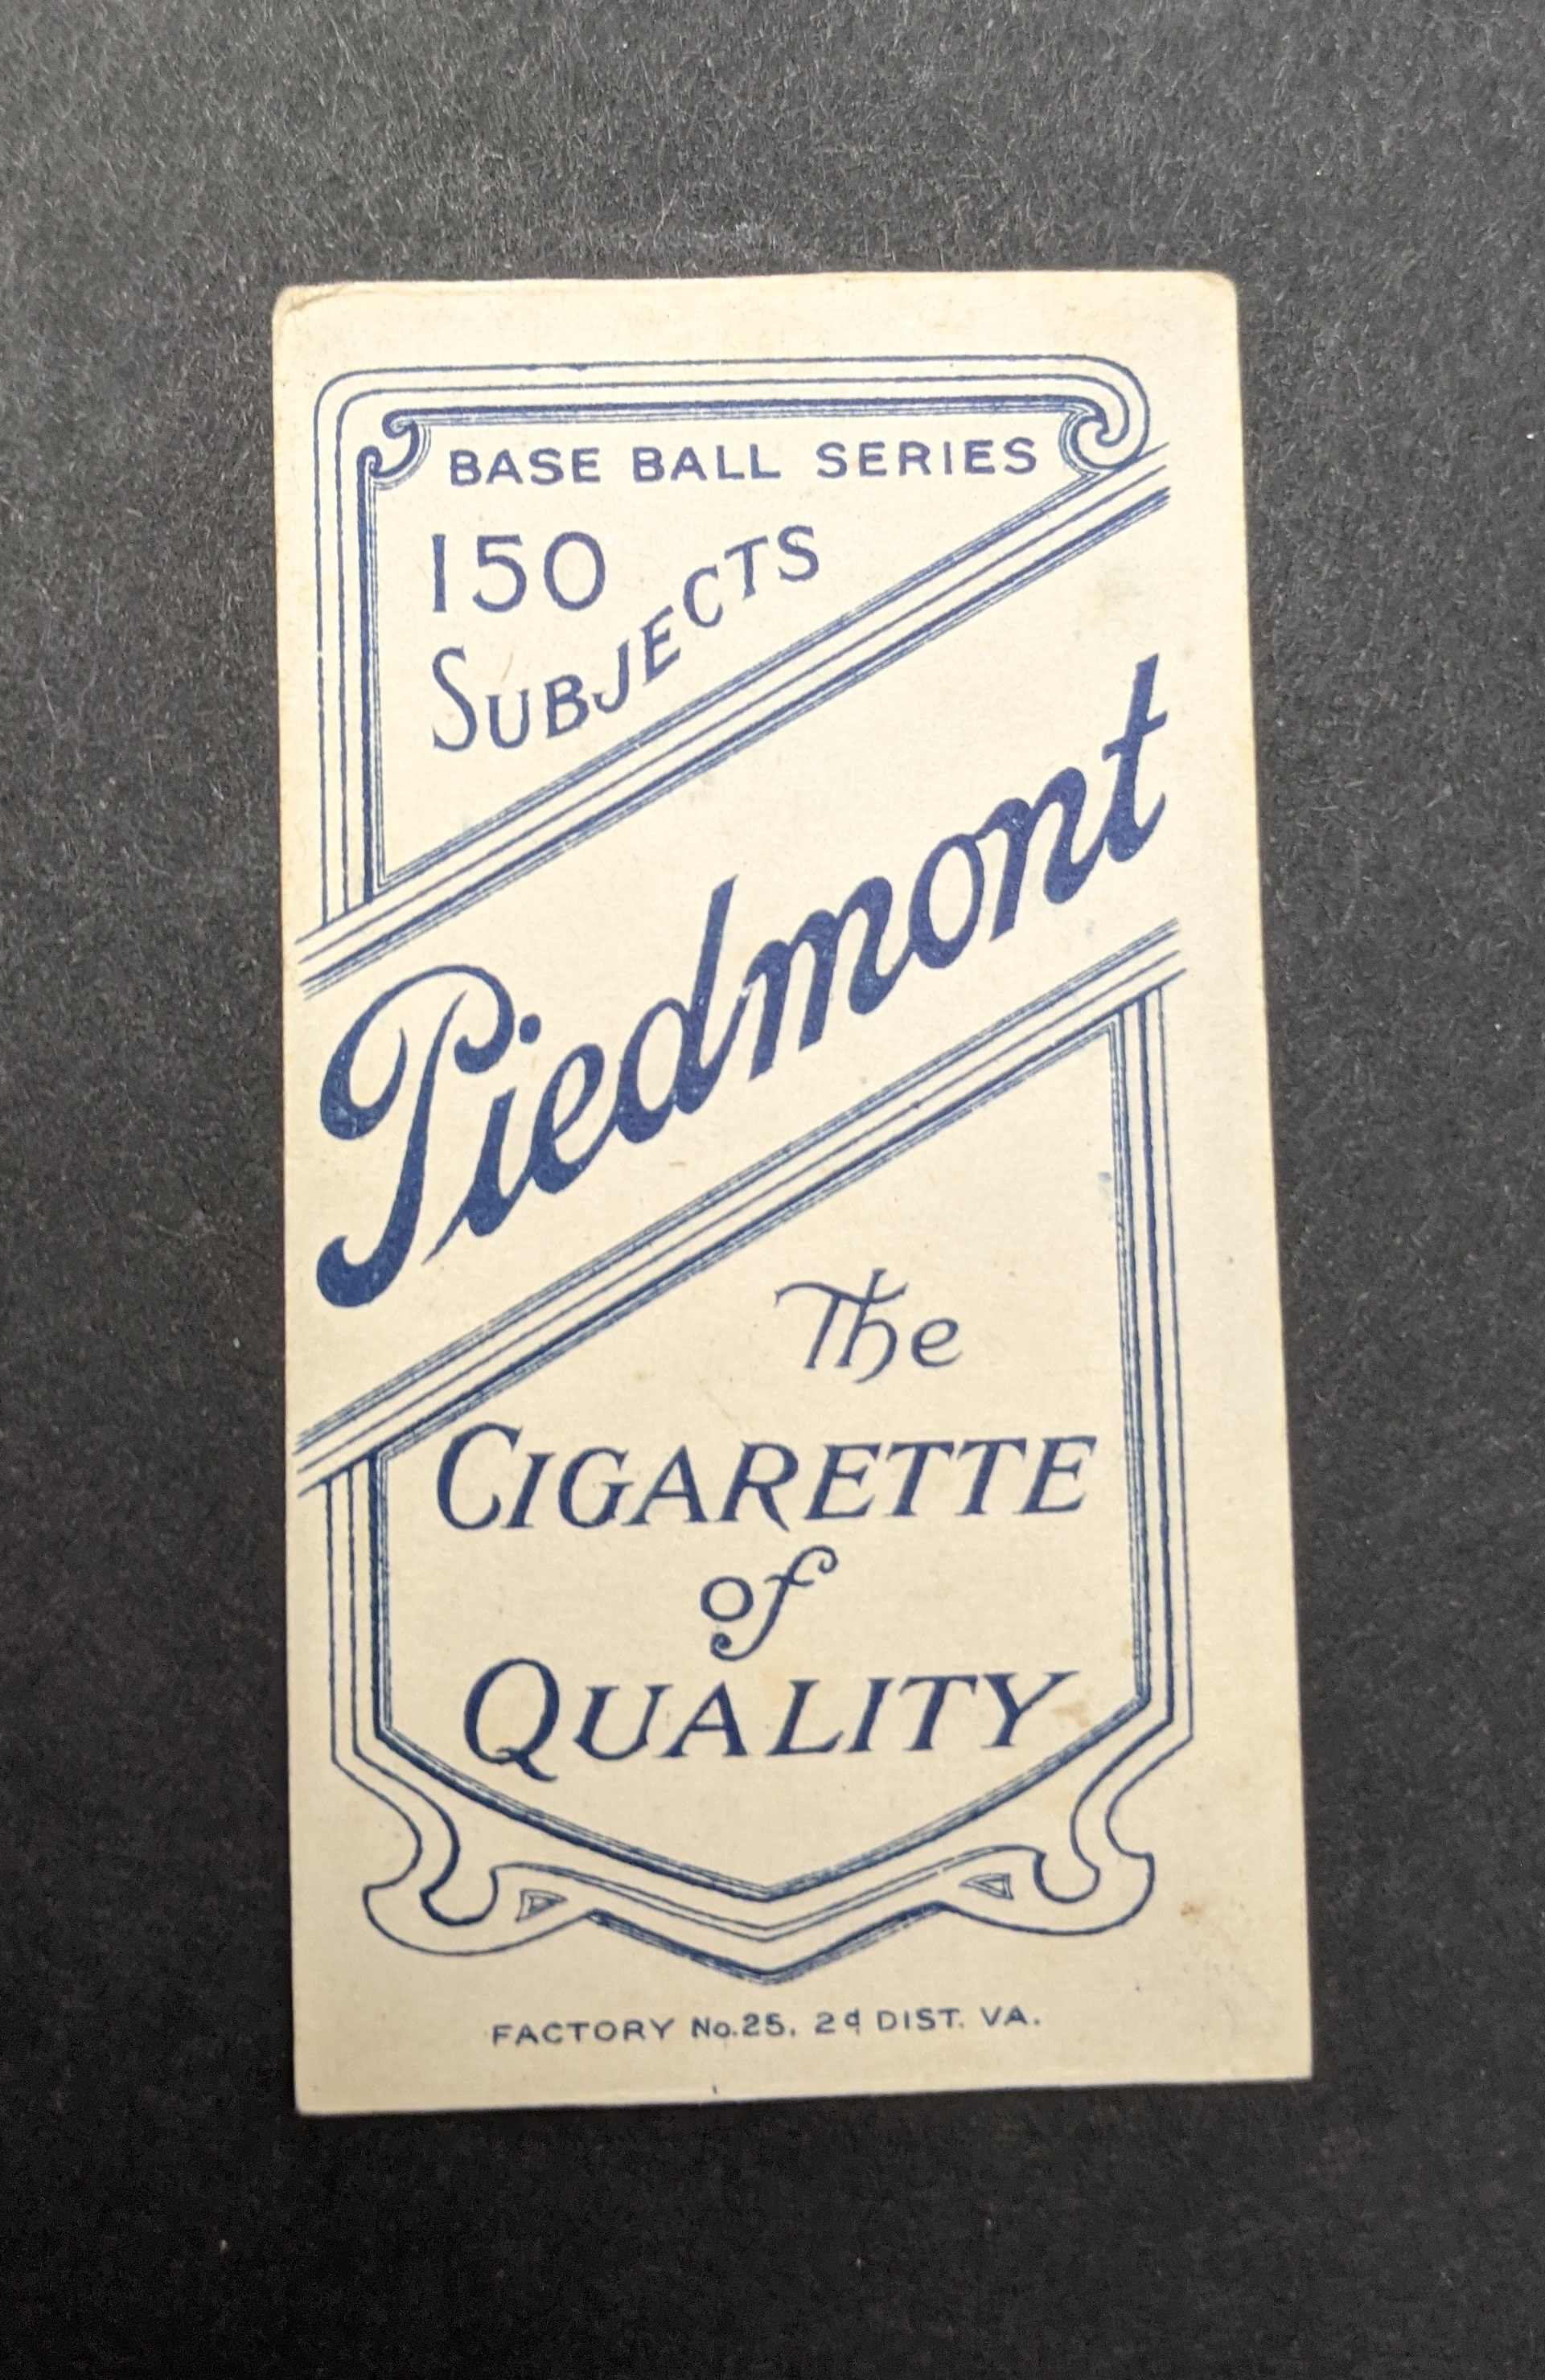 BASE BALL SERIES
150
SUBJECTS
Piedmont
The
CIGARETTE
of
QUALITY
FACTORY No.25, 2d DIST. VA.